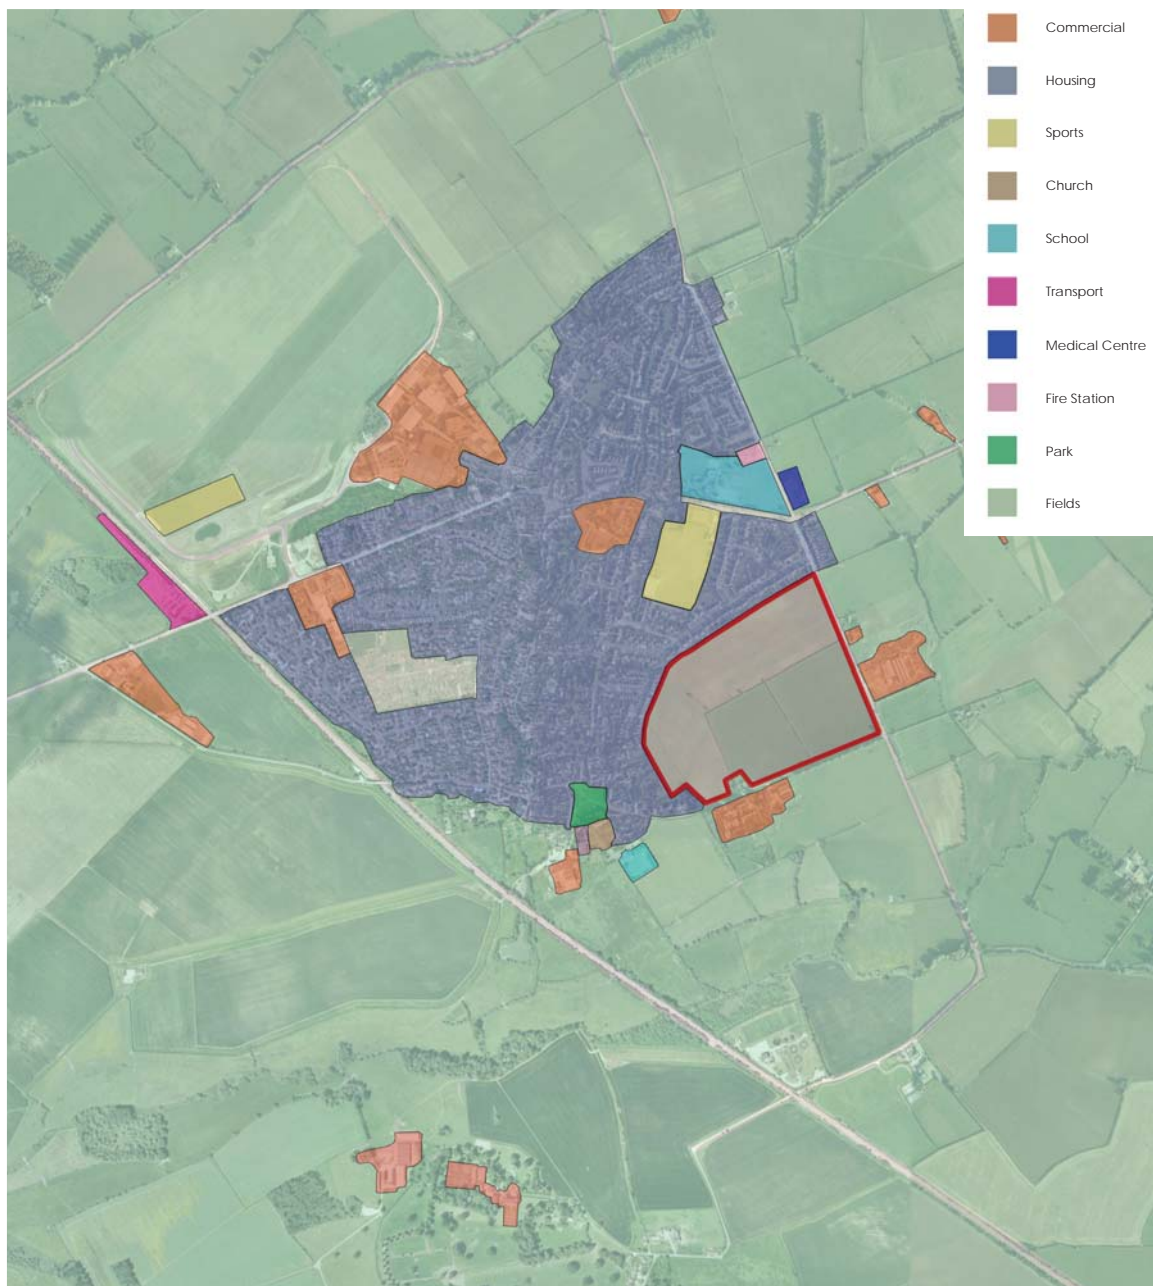 Commercial
Housing
Sports
Church
School
Transport
Medical Centre
Fire Station
Park
Fields